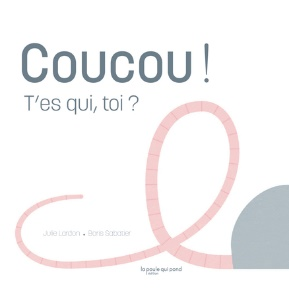 Coucou !
T'es qui, toi ?
Julie Lardon • Boris Sabatier
la poule qui pond